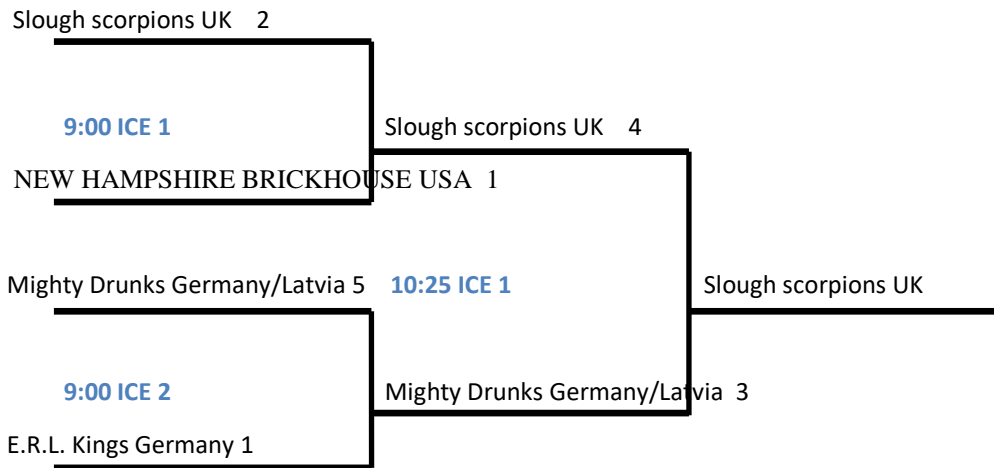 Slough scorpions UK 2
9:00 ICE 1
Slough scorpions UK 4
NEW HAMPSHIRE BRICKHOUSE USA 1
Mighty Drunks Germany/Latvia 5
10:25 ICE 1
Slough scorpions UK
9:00 ICE 2
Mighty Drunks Germany/Latvia 3
E.R.L. Kings Germany 1